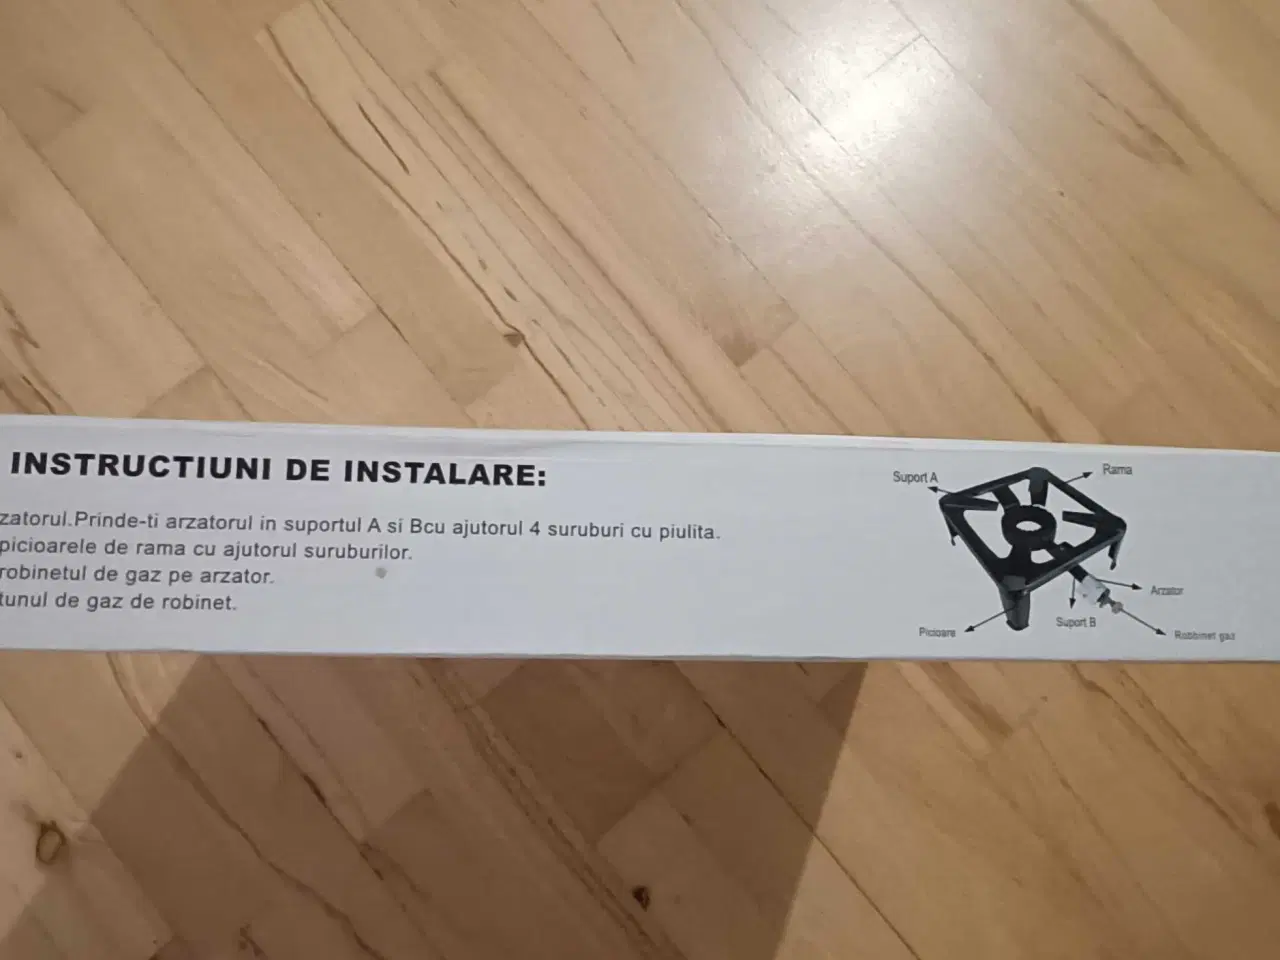 INSTRUCTIUNI DE INSTALARE:
zatorul.Prinde-ti arzatorul in suportul A si Bcu ajutorul 4 suruburi cu piulita.
picioarele de rama cu ajutorul suruburilor.
robinetul de gaz pe arzator.
tunul de gaz de robinet.
Suport A
Rama
Arzator
Suport B
Picioare
Robbinet gaz